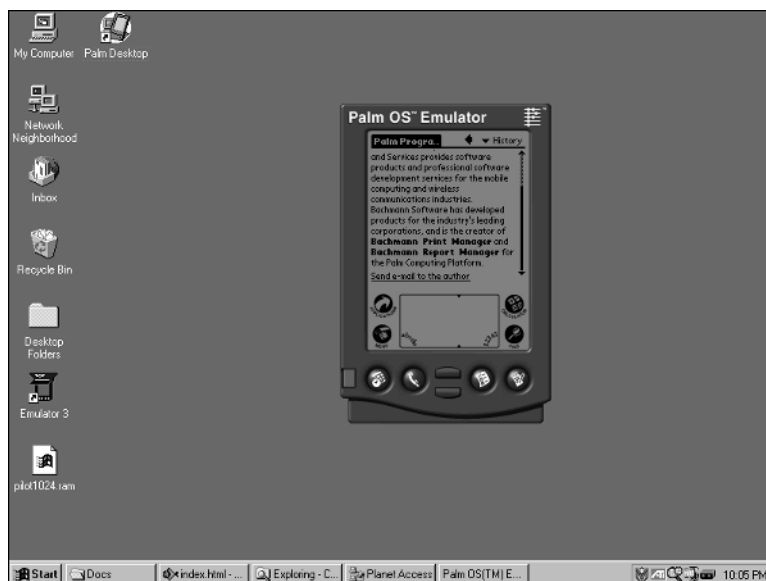 My Computer
Palm Desktop
Network
Neighborhood
Inbox
Recycle Bin
Desktop
Folders
Emulator 3
pilot1024.ram
Palm OS™ Emulator
Palm Progra..
History
and Services provides software
products and professional software
development services for the mobile
computing and wireless
communications industries.
Bachmann Software has developed
products for the industry's leading
corporations, and is the creator of
Bachmann Print Manager and
Bachmann Report Manager for
the Palm Computing Platform.
Send e-mail to the author
Start
Docs
index.html - ...
Exploring - C...
Planet Access
Palm OS(TM) E...
10:05 PM